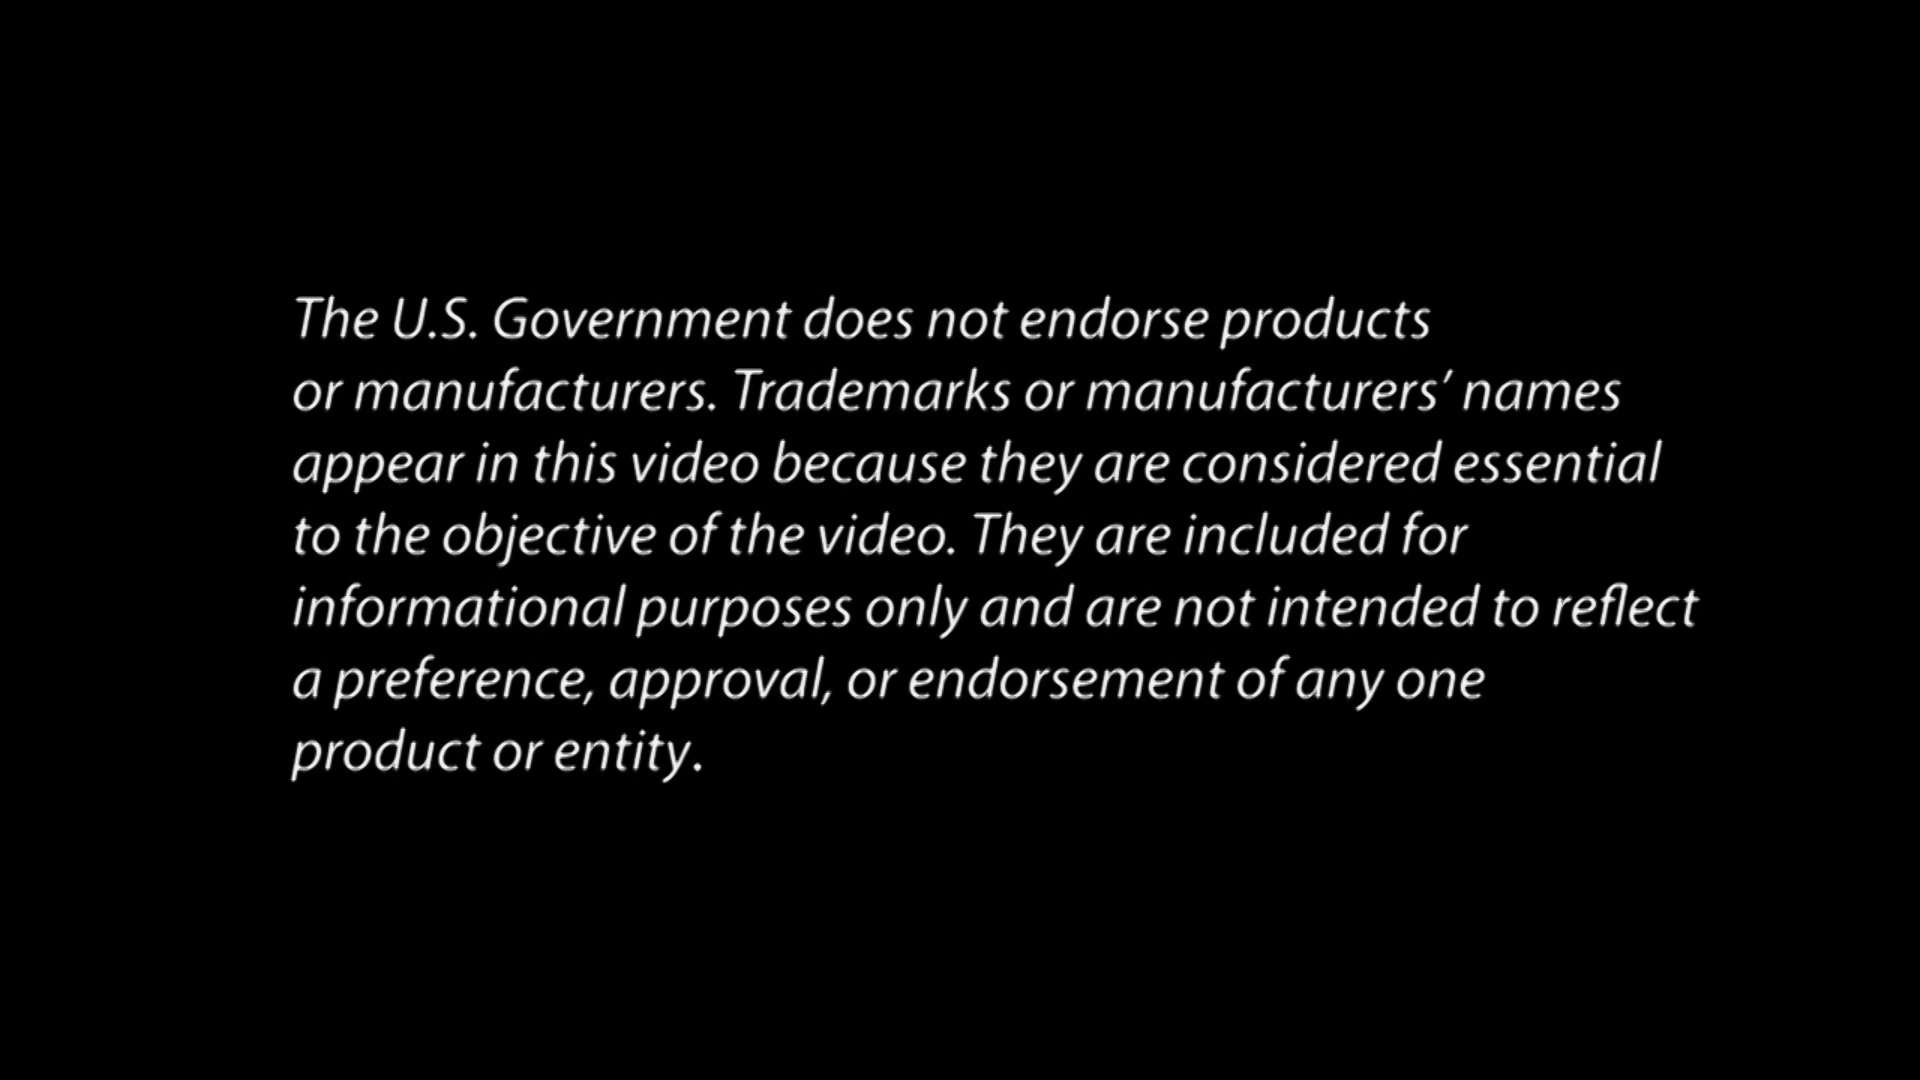 The U.S. Government does not endorse products
or manufacturers. Trademarks or manufacturers’ names
appear in this video because they are considered essential
to the objective of the video. They are included for
informational purposes only and are not intended to reflect
a preference, approval, or endorsement of any one
product or entity.